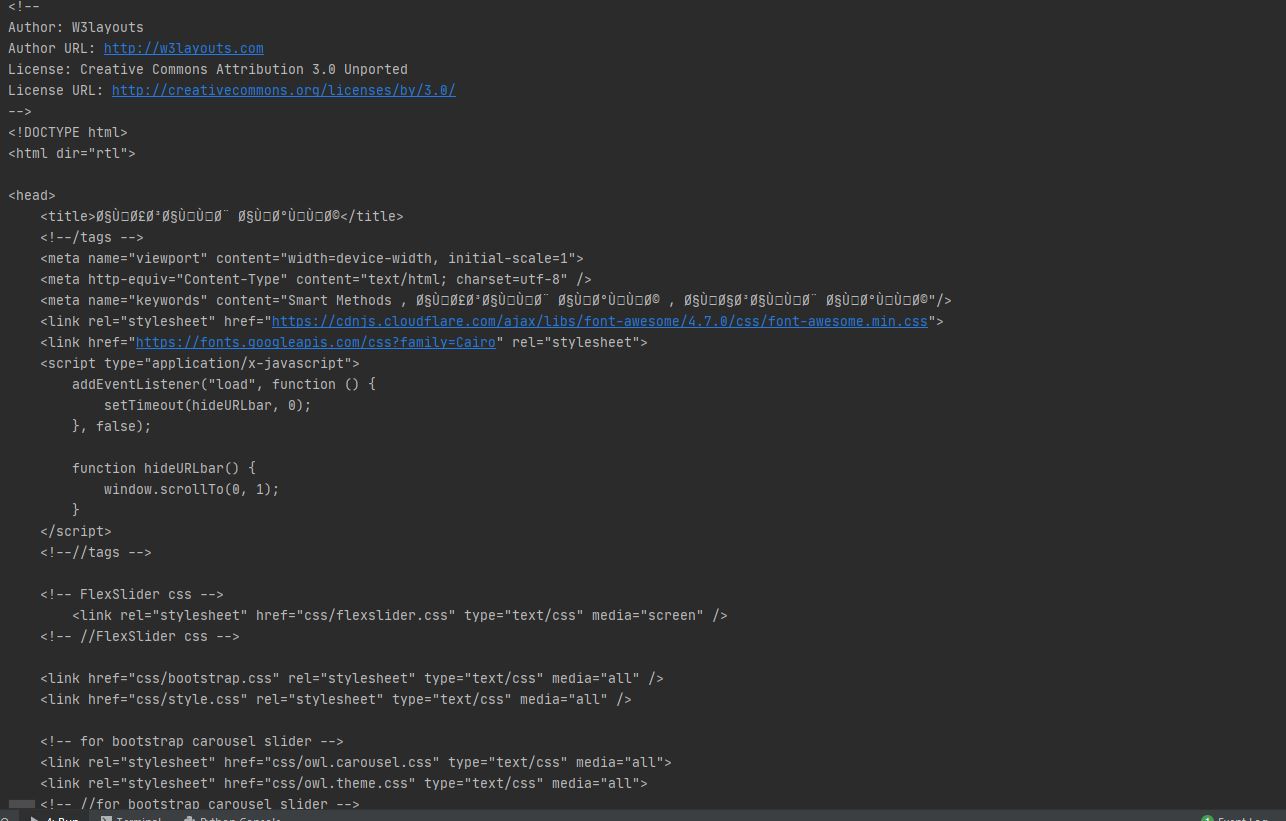 <!--
Author: W3layouts
Author URL: http://w3layouts.com
License: Creative Commons Attribution 3.0 Unported
License URL: http://creativecommons.org/licenses/by/3.0/
-->
<!DOCTYPE html>
<html dir="rtl">
<head>
<title>Ø§Ù□Ø£Ø³Ø§Ù□Ù□Ø¨ Ø§Ù□Ø°Ù□Ù□Ø©</title>
<!--/tags -->
<meta name="viewport" content="width=device-width, initial-scale=1">
<meta http-equiv="Content-Type" content="text/html; charset=utf-8" />
<meta name="keywords" content="Smart Methods , Ø§Ù□Ø£Ø³Ø§Ù□Ù□Ø¨ Ø§Ù□Ø°Ù□Ù□Ø© , Ø§Ù□Ø§Ø³Ø§Ù□Ù□Ø¨ Ø§Ù□Ø°Ù□Ù□Ø©"/>
<link rel="stylesheet" href="https://cdnjs.cloudflare.com/ajax/libs/font-awesome/4.7.0/css/font-awesome.min.css">
<link href="https://fonts.googleapis.com/css?family=Cairo" rel="stylesheet">
<script type="application/x-javascript">
addEventListener("load", function () {
setTimeout(hideURLbar, 0);
}, false);
function hideURLbar() {
window.scrollTo(0, 1);
}
</script>
<!--//tags -->
<!-- FlexSlider css -->
<link rel="stylesheet" href="css/flexslider.css" type="text/css" media="screen" />
<!-- //FlexSlider css -->
<link href="css/bootstrap.css" rel="stylesheet" type="text/css" media="all" />
<link href="css/style.css" rel="stylesheet" type="text/css" media="all" />
<!-- for bootstrap carousel slider -->
<link rel="stylesheet" href="css/owl.carousel.css" type="text/css" media="all">
<link rel="stylesheet" href="css/owl.theme.css" type="text/css" media="all">
<!-- //for bootstrap carousel slider -->
4: Run Terminal Python Console 1 Event Log